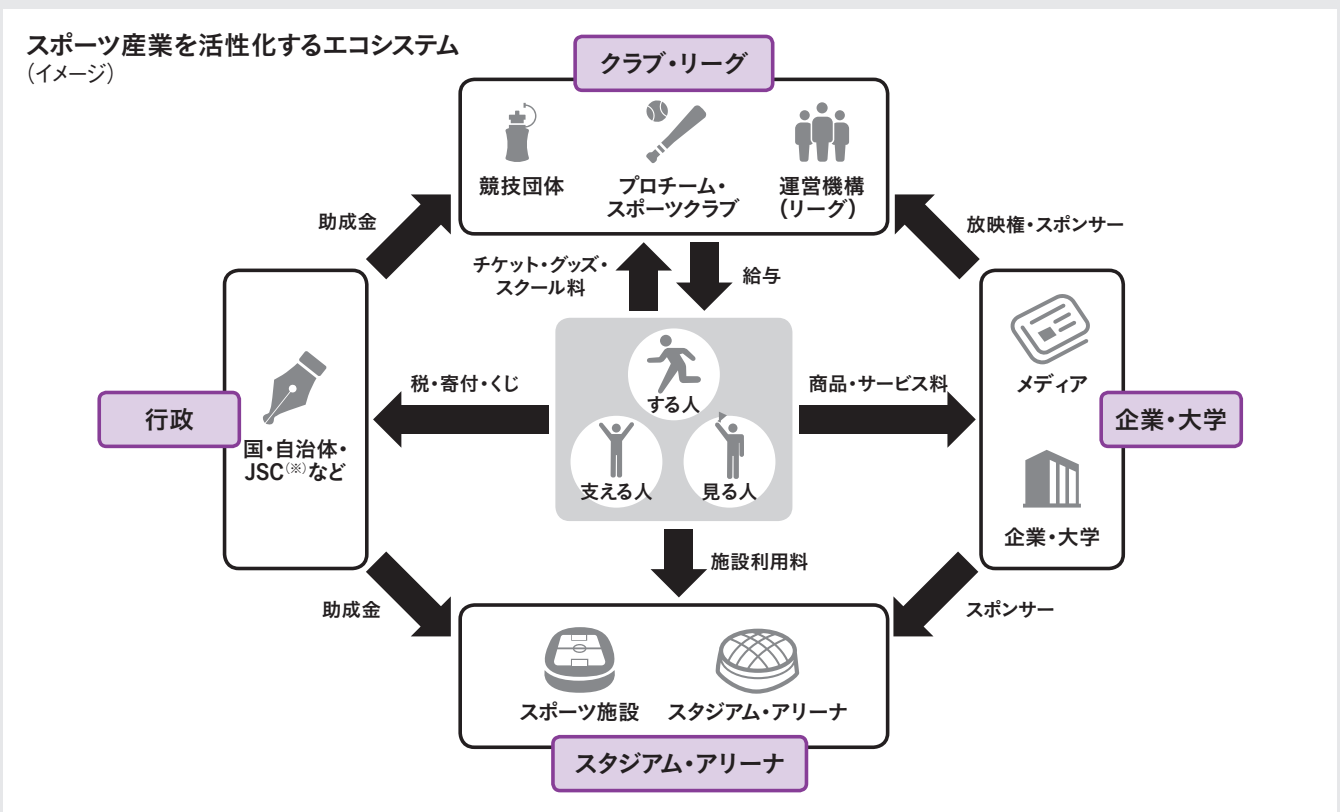 スポーツ産業を活性化するエコシステム
(イメージ)
クラブ・リーグ
競技団体
プロチーム・
スポーツクラブ
運営機構
(リーグ)
助成金
放映権・スポンサー
チケット・グッズ・
スクール料
給与
行政
国・自治体・
JSC(※)など
税・寄付・くじ
する人
支える人
見る人
商品・サービス料
メディア
企業・大学
企業・大学
助成金
施設利用料
スポンサー
スポーツ施設
スタジアム・アリーナ
スタジアム・アリーナ